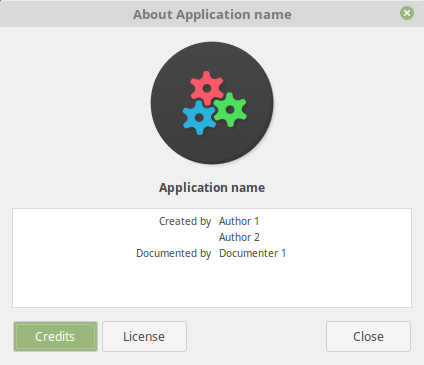 About Application name
Application name
Created by Author 1
Author 2
Documented by Documenter 1
Credits
License
Close